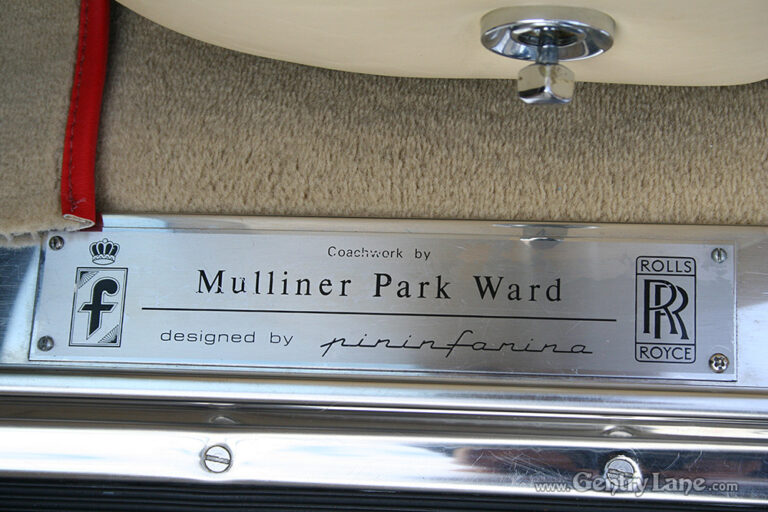 Coachwork by
Mulliner Park Ward
designed by pininfarina
f
ROLLS
RR
ROYCE
www.GentryLane.com